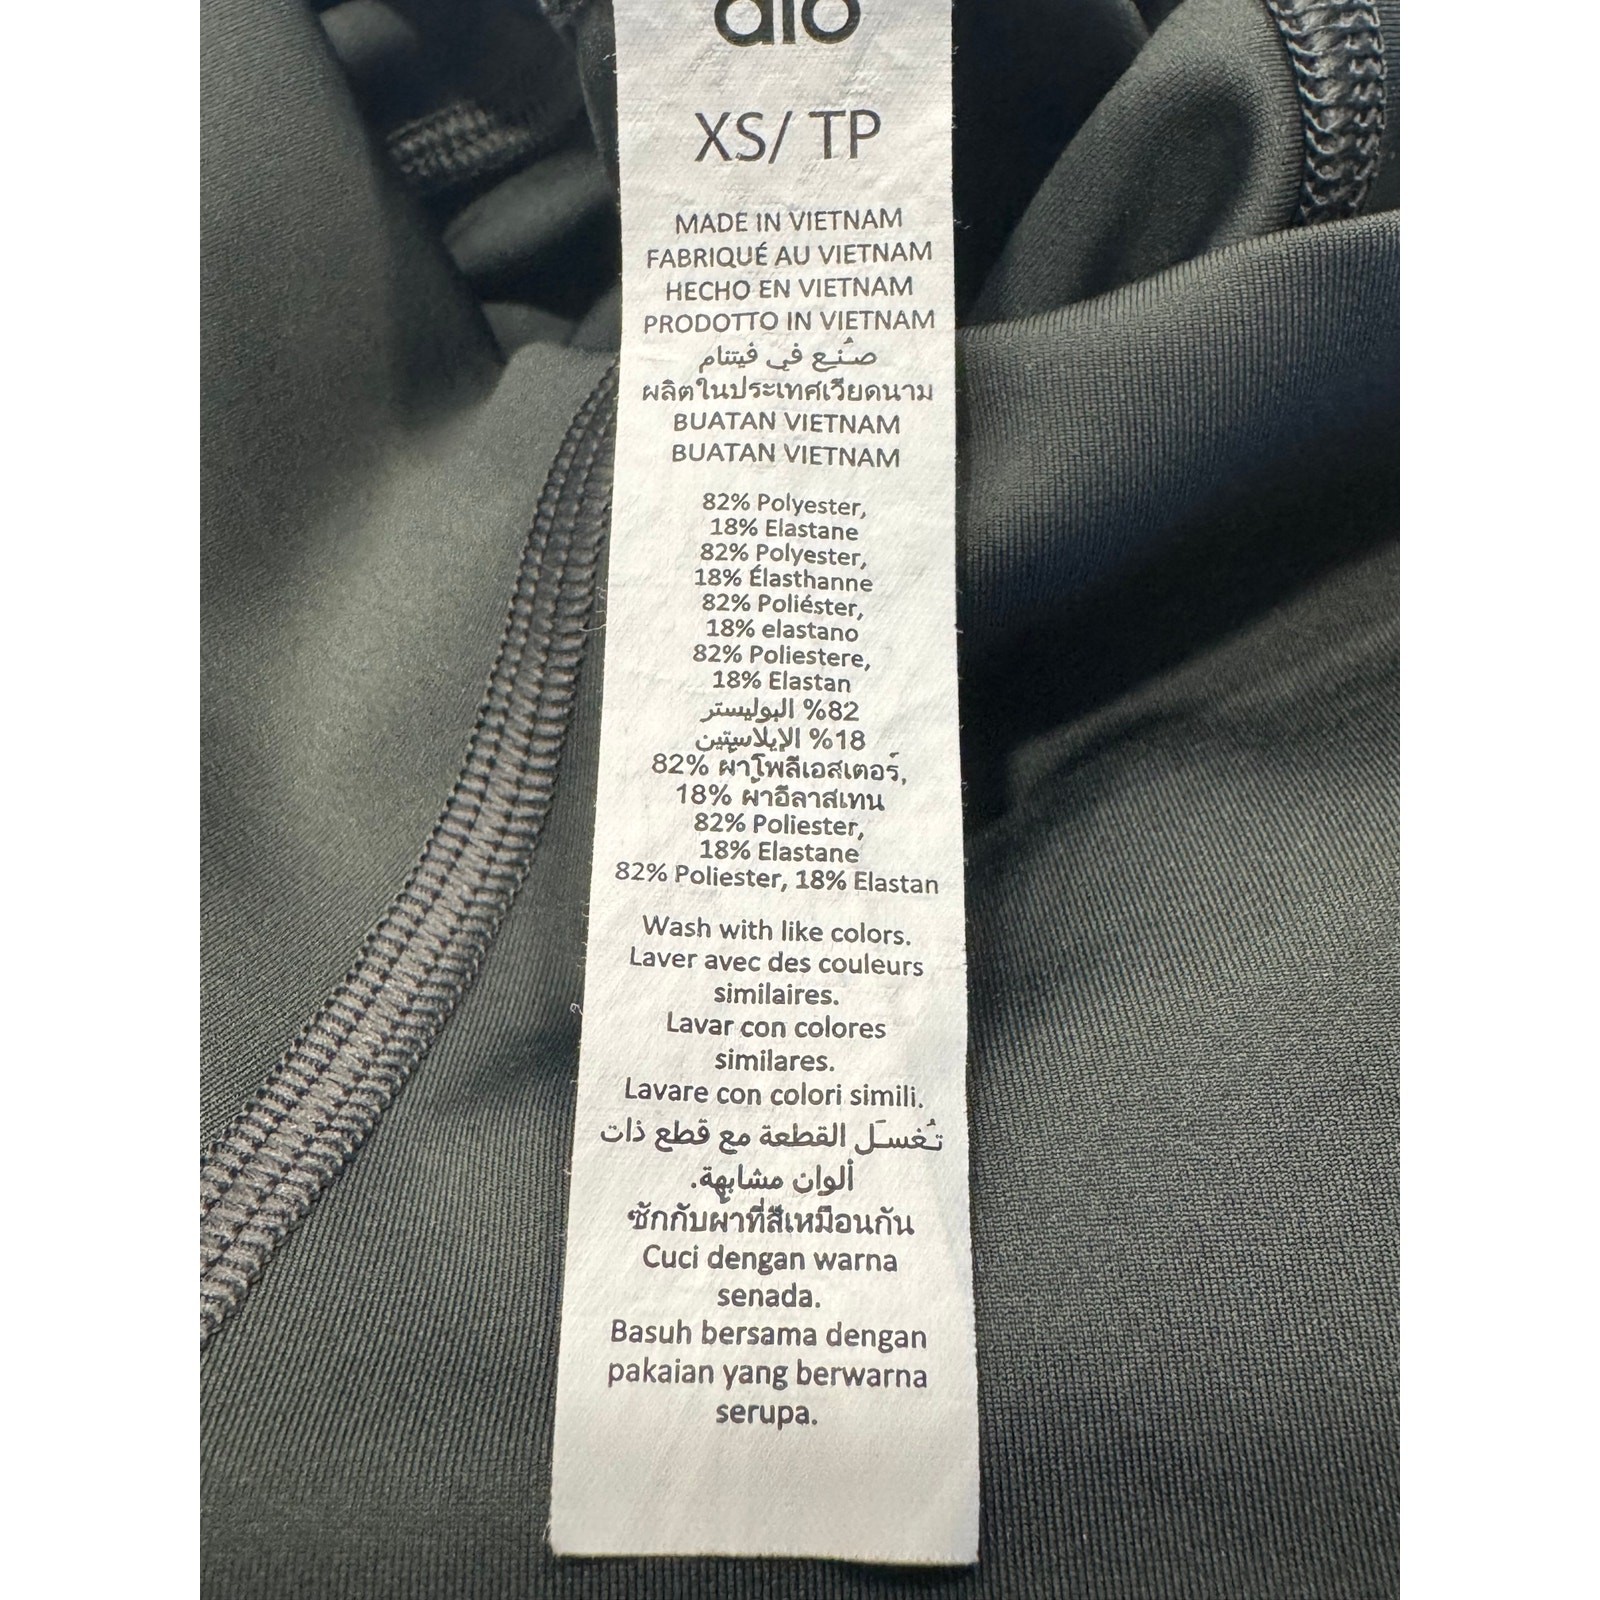 alo
XS/ TP
MADE IN VIETNAM
FABRIQUÉ AU VIETNAM
HECHO EN VIETNAM
PRODOTTO IN VIETNAM
صُنع في فيتنام
ผลิตในประเทศเวียดนาม
BUATAN VIETNAM
BUATAN VIETNAM
82% Polyester,
18% Elastane
82% Polyester,
18% Élasthanne
82% Poliéster,
18% elastano
82% Poliestere,
18% Elastan
82% البوليستر
18% الإيلاستين
82% ผ้าโพลีเอสเตอร์,
18% ผ้าอีลาสเทน
82% Poliester,
18% Elastane
82% Poliester, 18% Elastan
Wash with like colors.
Laver avec des couleurs
similaires.
Lavar con colores
similares.
Lavare con colori simili.
تُغسَل القطعة مع قطع ذات
ألوان مشابهة.
ซักกับผ้าที่สีเหมือนกัน
Cuci dengan warna
senada.
Basuh bersama dengan
pakaian yang berwarna
serupa.